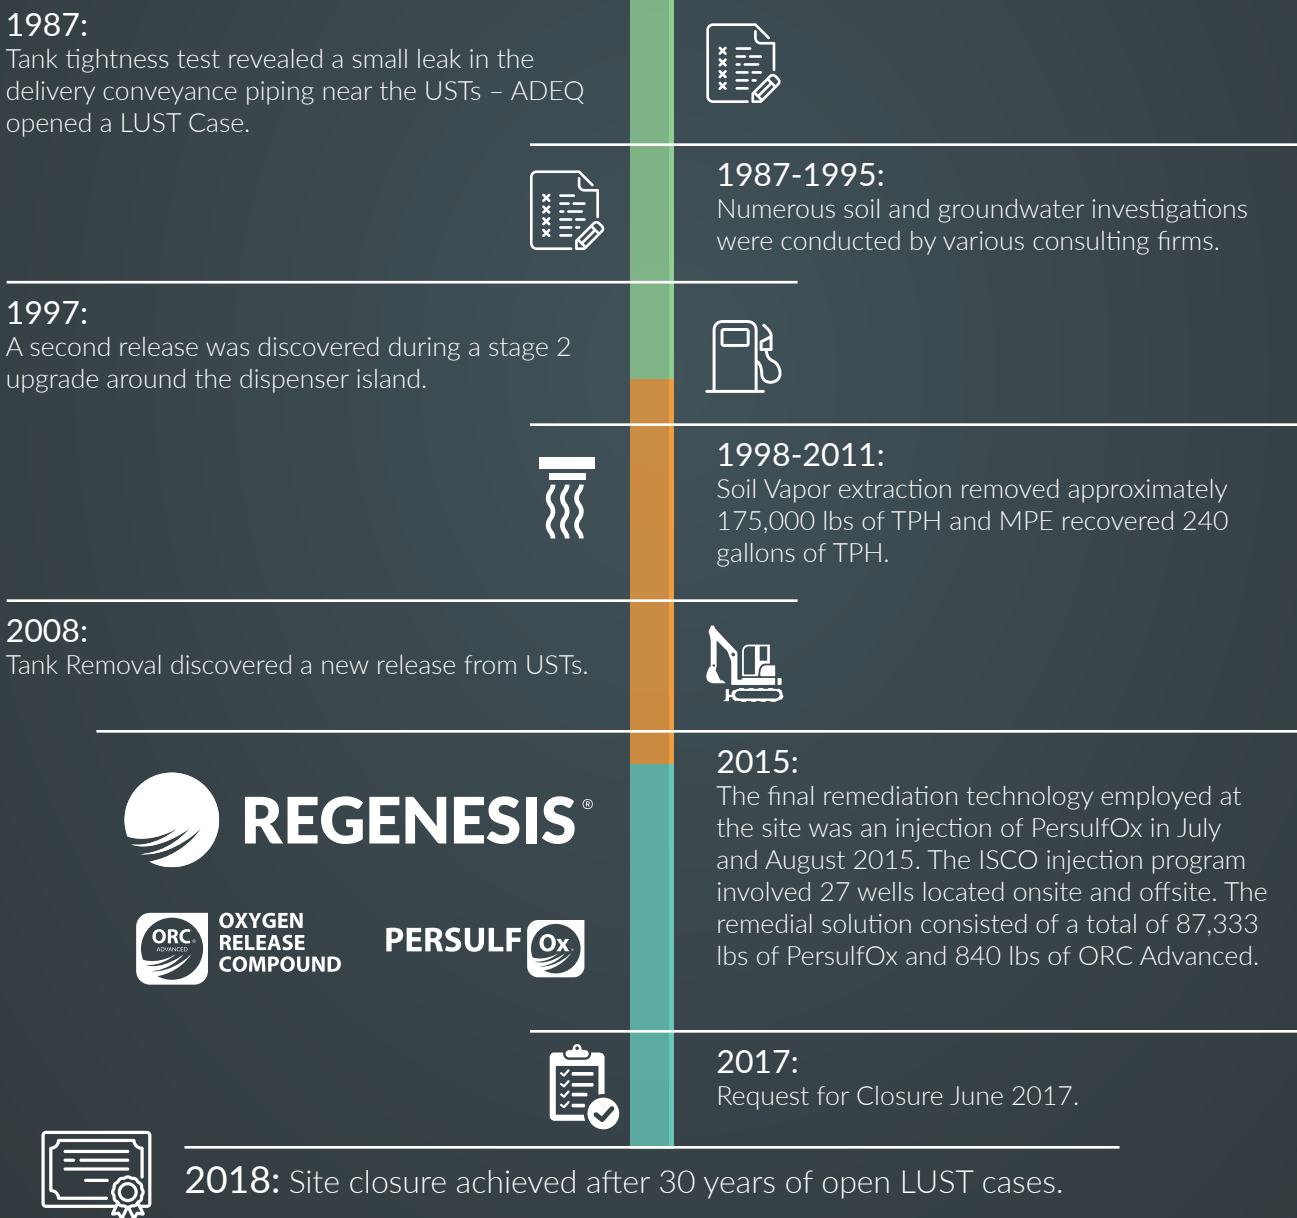 1987:
Tank tightness test revealed a small leak in the
delivery conveyance piping near the USTs – ADEQ
opened a LUST Case.
1987-1995:
Numerous soil and groundwater investigations
were conducted by various consulting firms.
1997:
A second release was discovered during a stage 2
upgrade around the dispenser island.
1998-2011:
Soil Vapor extraction removed approximately
175,000 lbs of TPH and MPE recovered 240
gallons of TPH.
2008:
Tank Removal discovered a new release from USTs.
REGENESIS®
ORC
ADVANCED
OXYGEN
RELEASE
COMPOUND
PERSULF Ox
2015:
The final remediation technology employed at
the site was an injection of PersulfOx in July
and August 2015. The ISCO injection program
involved 27 wells located onsite and offsite. The
remedial solution consisted of a total of 87,333
lbs of PersulfOx and 840 lbs of ORC Advanced.
2017:
Request for Closure June 2017.
2018: Site closure achieved after 30 years of open LUST cases.